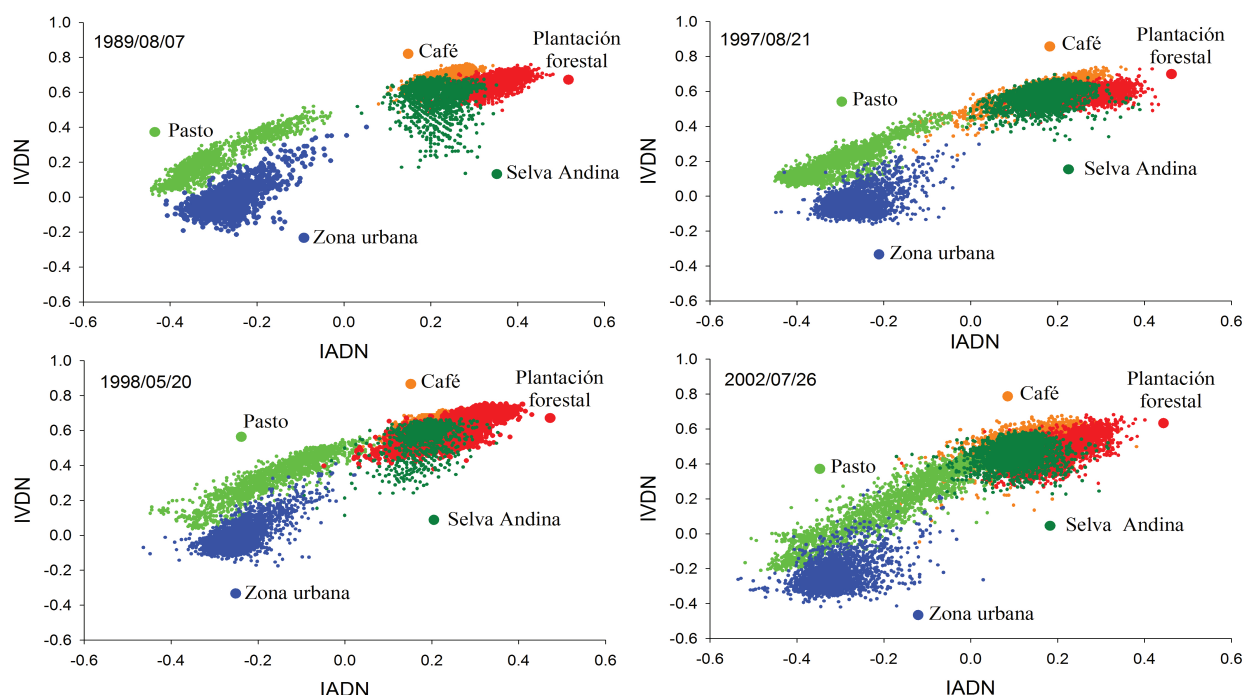 1989/08/07
Café
Plantación
forestal
Pasto
Selva Andina
Zona urbana
IVDN
1.0
0.8
0.6
0.4
0.2
0.0
-0.2
-0.4
-0.6
-0.6 -0.4 -0.2 0.0 0.2 0.4 0.6
IADN
1997/08/21
Café
Plantación
forestal
Pasto
Selva Andina
Zona urbana
IVDN
1.0
0.8
0.6
0.4
0.2
0.0
-0.2
-0.4
-0.6
-0.6 -0.4 -0.2 0.0 0.2 0.4 0.6
IADN
1998/05/20
Café
Plantación
forestal
Pasto
Selva Andina
Zona urbana
IVDN
1.0
0.8
0.6
0.4
0.2
0.0
-0.2
-0.4
-0.6
-0.6 -0.4 -0.2 0.0 0.2 0.4 0.6
IADN
2002/07/26
Café
Plantación
forestal
Pasto
Selva Andina
Zona urbana
IVDN
1.0
0.8
0.6
0.4
0.2
0.0
-0.2
-0.4
-0.6
-0.6 -0.4 -0.2 0.0 0.2 0.4 0.6
IADN